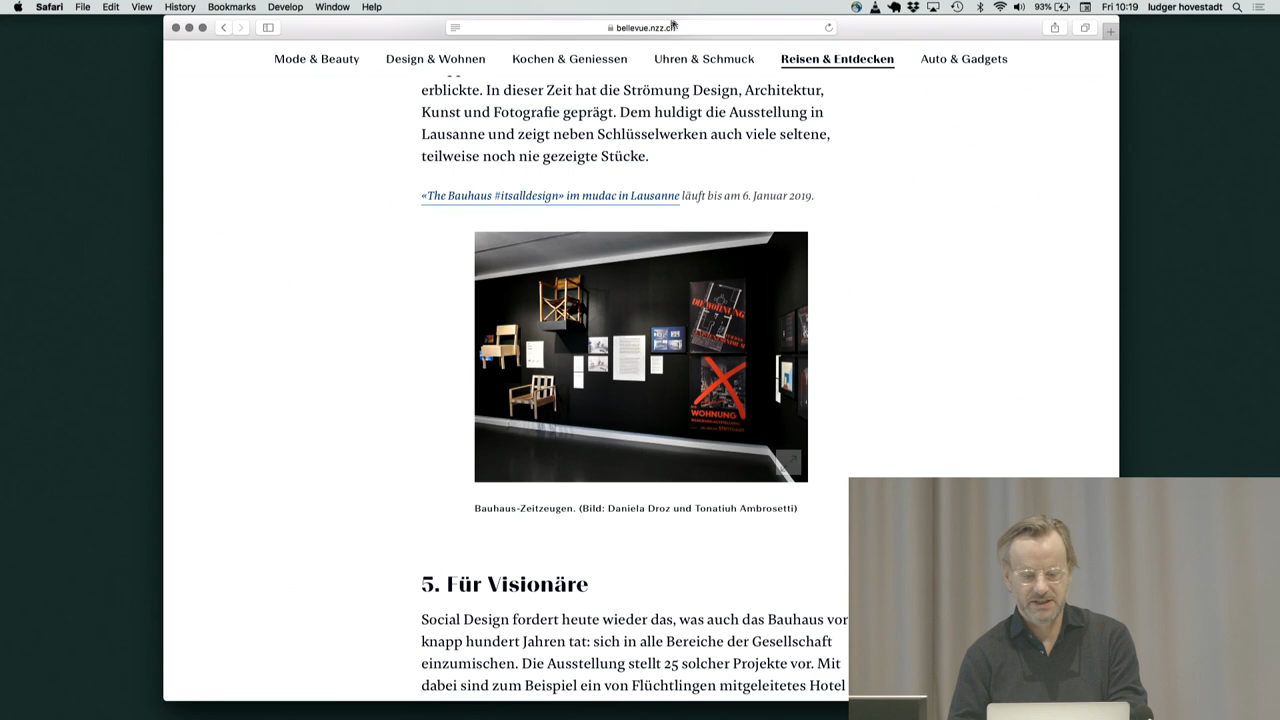 Safari File Edit View History Bookmarks Develop Window Help 93% Fri 10:19 ludger hovestadt
bellevue.nzz.ch
Mode & Beauty Design & Wohnen Kochen & Geniessen Uhren & Schmuck Reisen & Entdecken Auto & Gadgets
erblickte. In dieser Zeit hat die Strömung Design, Architektur,
Kunst und Fotografie geprägt. Dem huldigt die Ausstellung in
Lausanne und zeigt neben Schlüsselwerken auch viele seltene,
teilweise noch nie gezeigte Stücke.
«The Bauhaus #itsalldesign» im mudac in Lausanne läuft bis am 6. Januar 2019.
DIE WOHNUNG
WOHNUNG
Bauhaus-Zeitzeugen. (Bild: Daniela Droz und Tonatiuh Ambrosetti)
5. Für Visionäre
Social Design fordert heute wieder das, was auch das Bauhaus vor
knapp hundert Jahren tat: sich in alle Bereiche der Gesellschaft
einzumischen. Die Ausstellung stellt 25 solcher Projekte vor. Mit
dabei sind zum Beispiel ein von Flüchtlingen mitgeleitetes Hotel